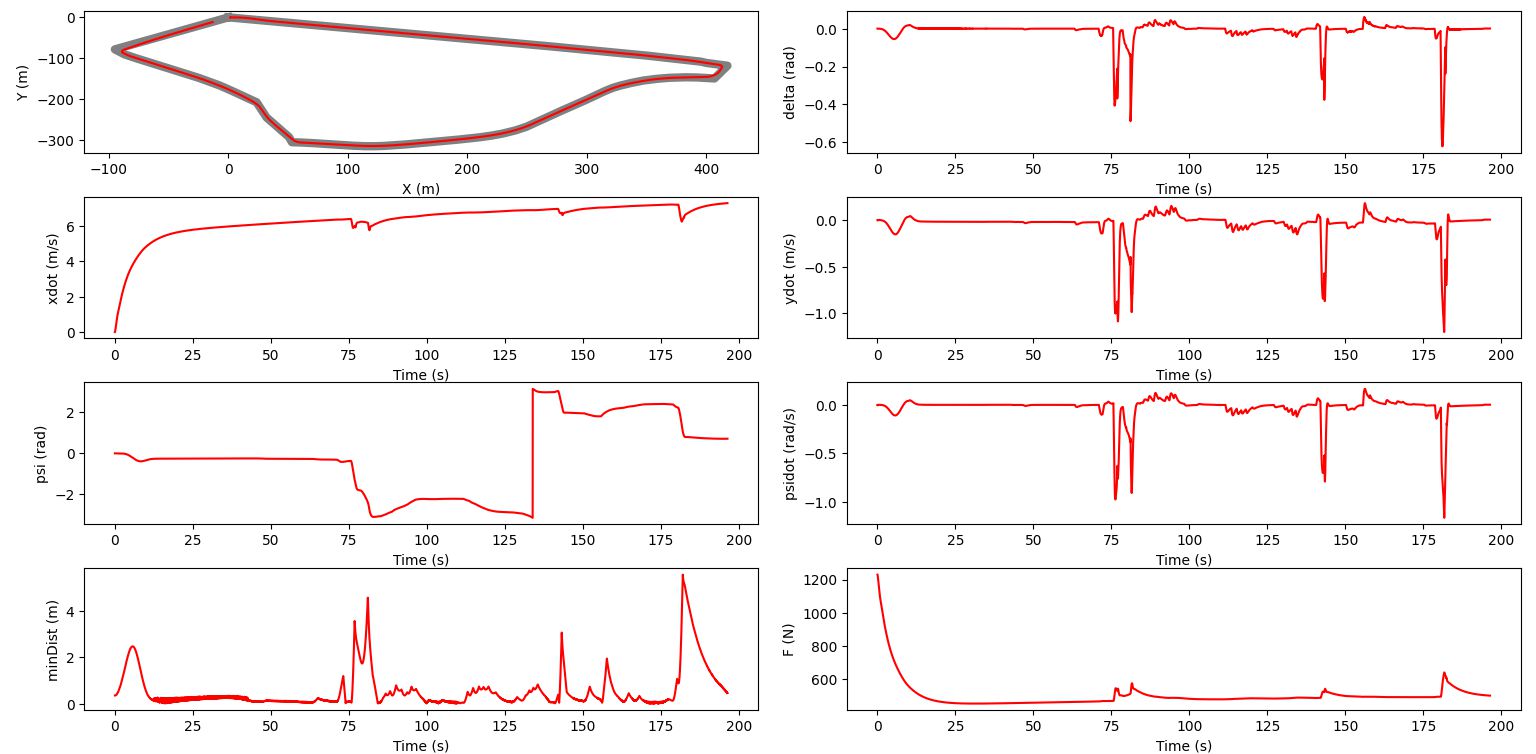 0
−100
−200
−300
Y (m)
−100 0 100 200 300 400
X (m)
0.0
−0.2
−0.4
−0.6
delta (rad)
0 25 50 75 100 125 150 175 200
Time (s)
6
4
2
0
xdot (m/s)
0 25 50 75 100 125 150 175 200
Time (s)
0.0
−0.5
−1.0
ydot (m/s)
0 25 50 75 100 125 150 175 200
Time (s)
2
0
−2
psi (rad)
0 25 50 75 100 125 150 175 200
Time (s)
0.0
−0.5
−1.0
psidot (rad/s)
0 25 50 75 100 125 150 175 200
Time (s)
4
2
0
minDist (m)
0 25 50 75 100 125 150 175 200
Time (s)
1200
1000
800
600
F (N)
0 25 50 75 100 125 150 175 200
Time (s)